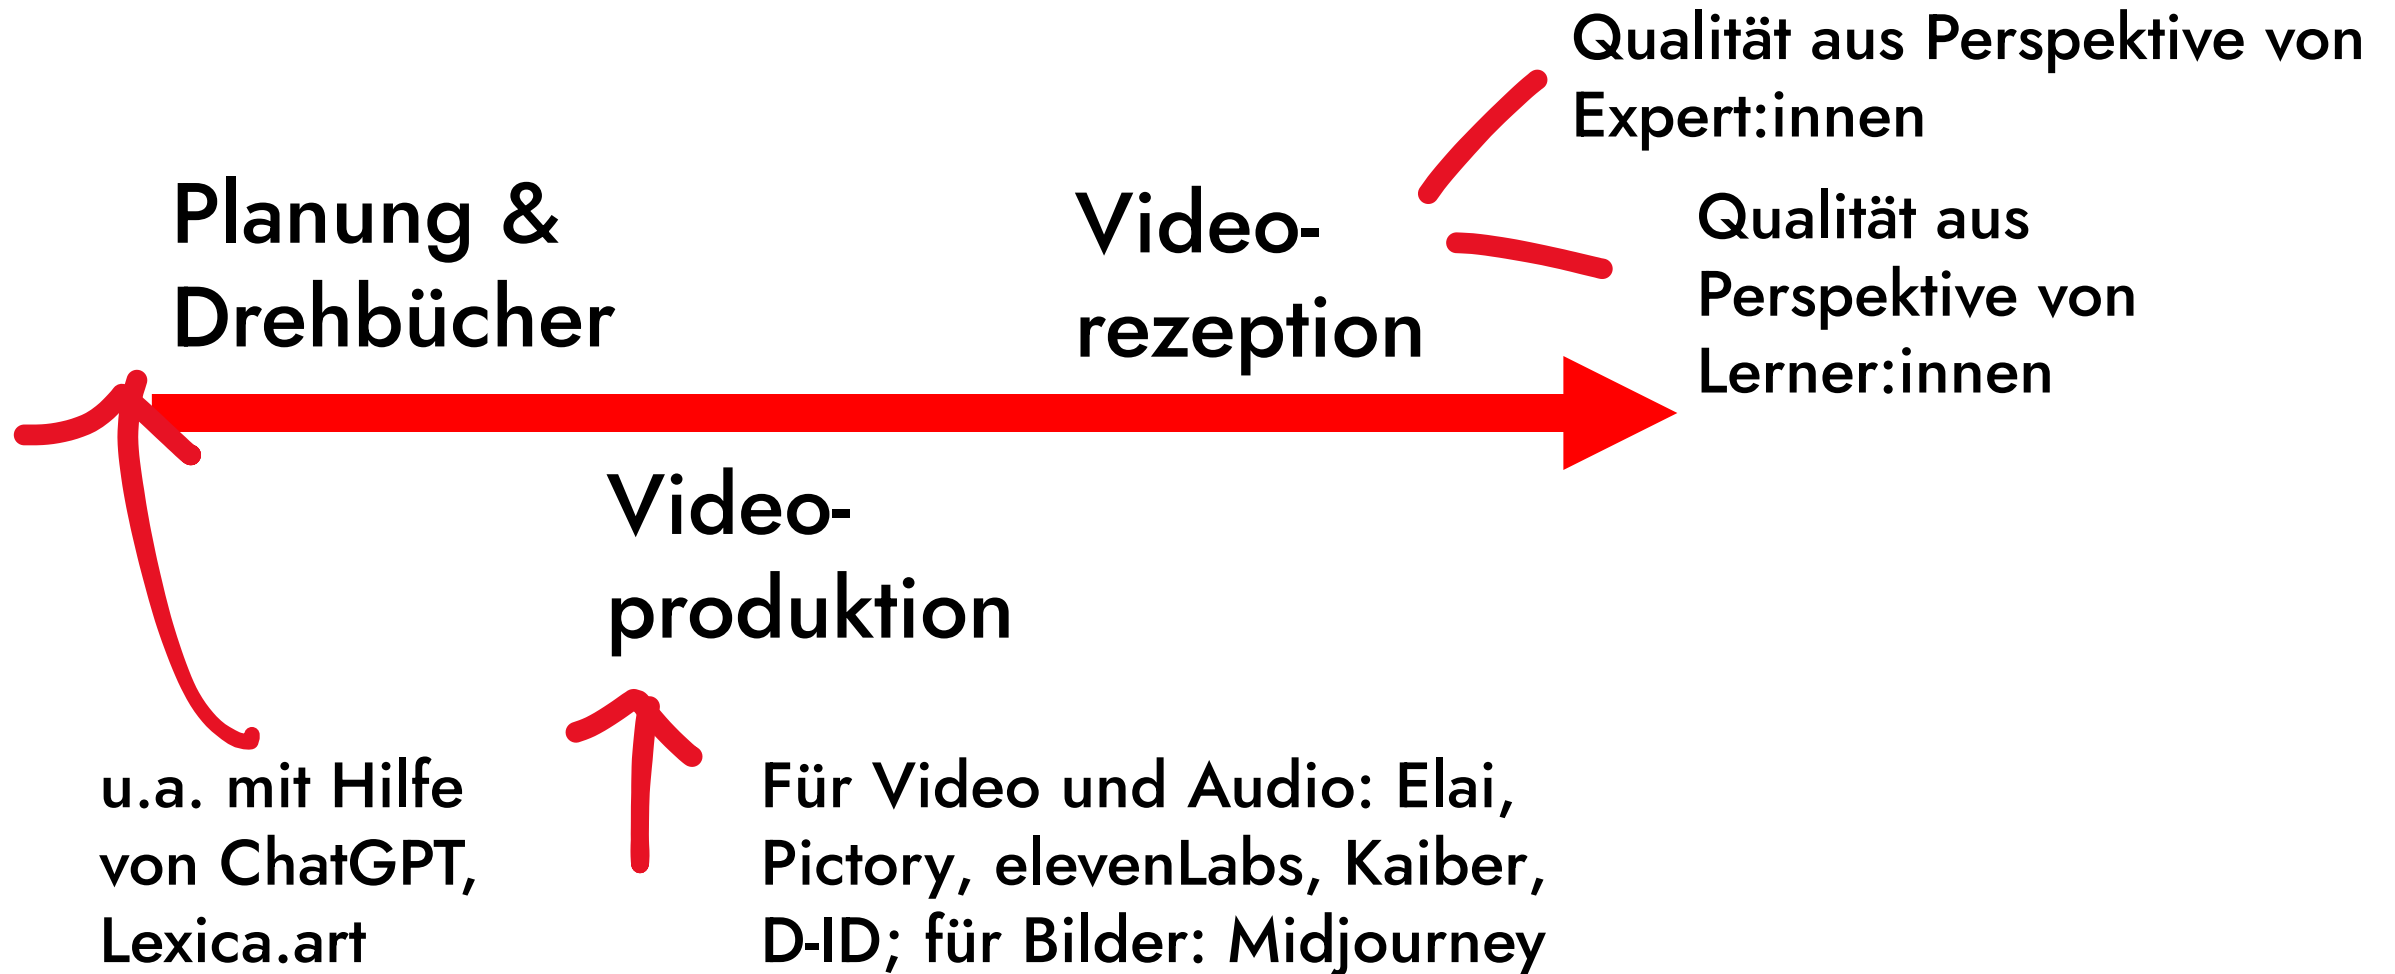 Planung &
Drehbücher
Video-
rezeption
Qualität aus Perspektive von
Expert:innen
Qualität aus
Perspektive von
Lerner:innen
Video-
produktion
u.a. mit Hilfe
von ChatGPT,
Lexica.art
Für Video und Audio: Elai,
Pictory, elevenLabs, Kaiber,
D-ID; für Bilder: Midjourney